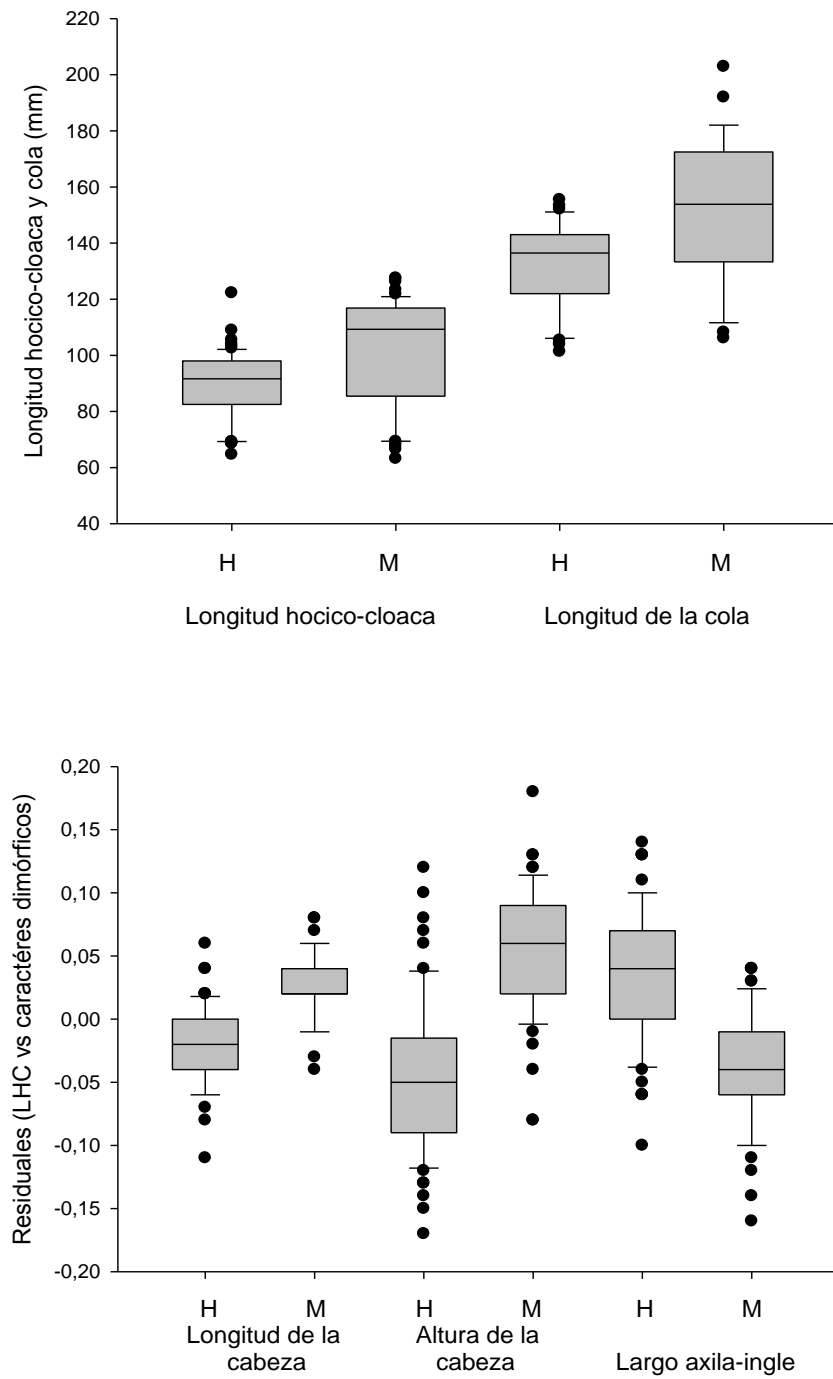 Longitud hocico-cloaca y cola (mm)
220
200
180
160
140
120
100
80
60
40
H
M
H
M
Longitud hocico-cloaca
Longitud de la cola
Residuales (LHC vs caractéres dimórficos)
0,20
0,15
0,10
0,05
0,00
-0,05
-0,10
-0,15
-0,20
H
M
H
M
H
M
Longitud de la
cabeza
Altura de la
cabeza
Largo axila-ingle